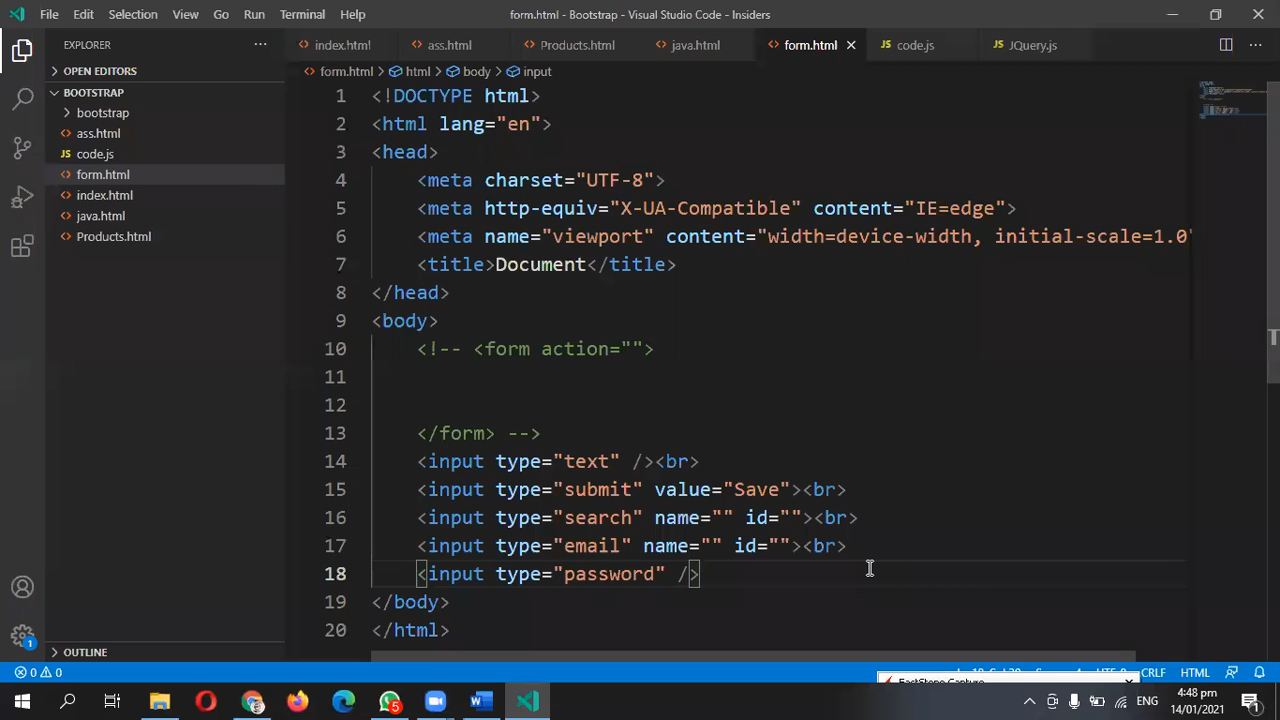 File Edit Selection View Go Run Terminal Help form.html - Bootstrap - Visual Studio Code - Insiders
EXPLORER
index.html ass.html Products.html java.html form.html code.js JQuery.js
OPEN EDITORS
BOOTSTRAP
bootstrap
ass.html
code.js
form.html
index.html
java.html
Products.html
OUTLINE
form.html > html > body > input
1 <!DOCTYPE html>
2 <html lang="en">
3 <head>
4 <meta charset="UTF-8">
5 <meta http-equiv="X-UA-Compatible" content="IE=edge">
6 <meta name="viewport" content="width=device-width, initial-scale=1.0"
7 <title>Document</title>
8 </head>
9 <body>
10 <!-- <form action="">
11
12
13 </form> -->
14 <input type="text" /><br>
15 <input type="submit" value="Save"><br>
16 <input type="search" name="" id=""><br>
17 <input type="email" name="" id=""><br>
18 <input type="password" />
19 </body>
20 </html>
0 0 CRLF HTML
1
5
ENG
4:48 pm
14/01/2021
1